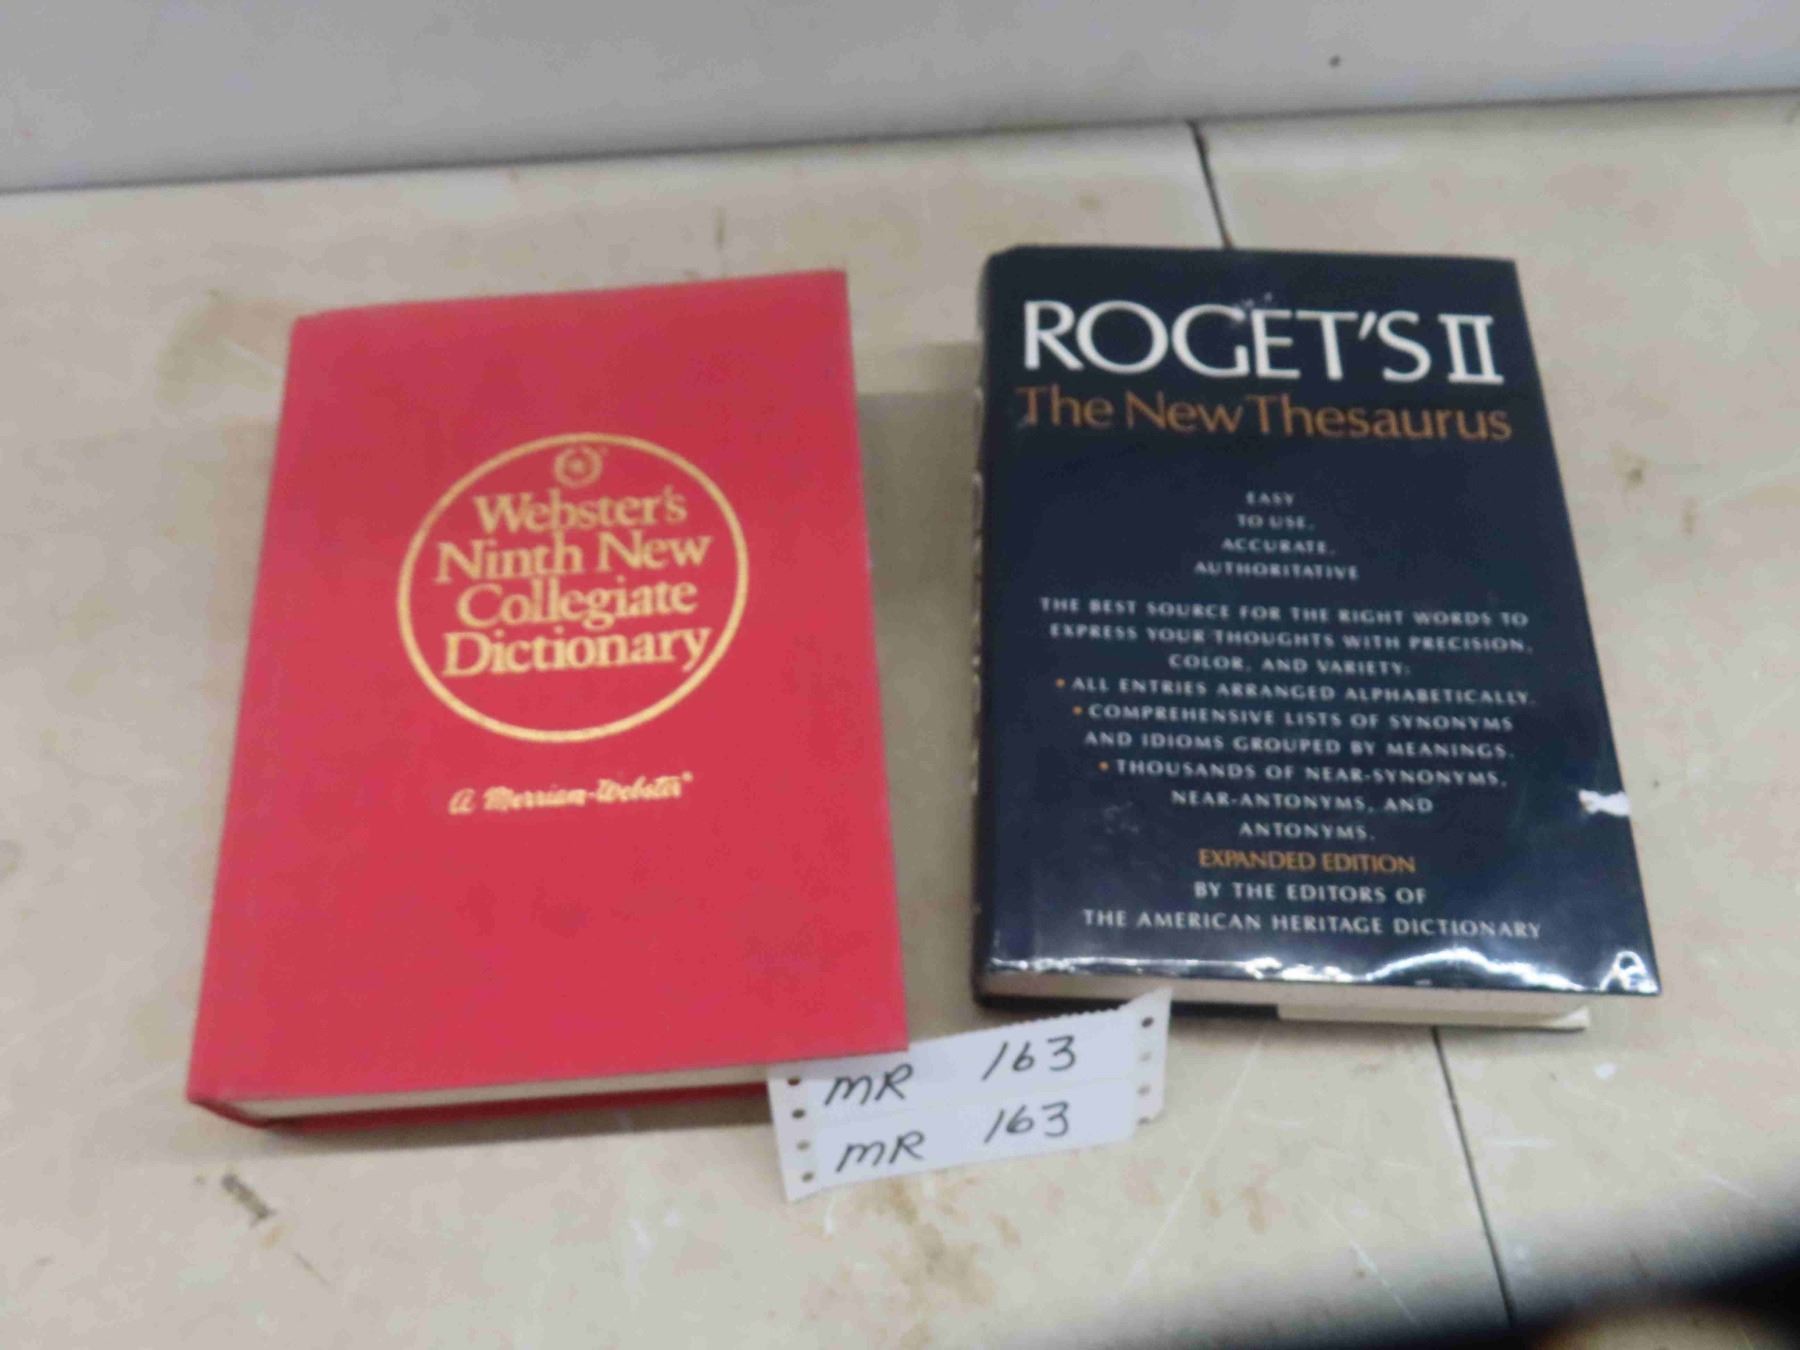 Webster's
Ninth New
Collegiate
Dictionary
A Merriam-Webster®
ROGET'S II
The New Thesaurus
EASY
TO USE,
ACCURATE,
AUTHORITATIVE
THE BEST SOURCE FOR THE RIGHT WORDS TO
EXPRESS YOUR THOUGHTS WITH PRECISION,
COLOR, AND VARIETY:
• ALL ENTRIES ARRANGED ALPHABETICALLY.
• COMPREHENSIVE LISTS OF SYNONYMS
AND IDIOMS GROUPED BY MEANINGS.
• THOUSANDS OF NEAR-SYNONYMS,
NEAR-ANTONYMS, AND
ANTONYMS.
EXPANDED EDITION
BY THE EDITORS OF
THE AMERICAN HERITAGE DICTIONARY
MR 163
MR 163